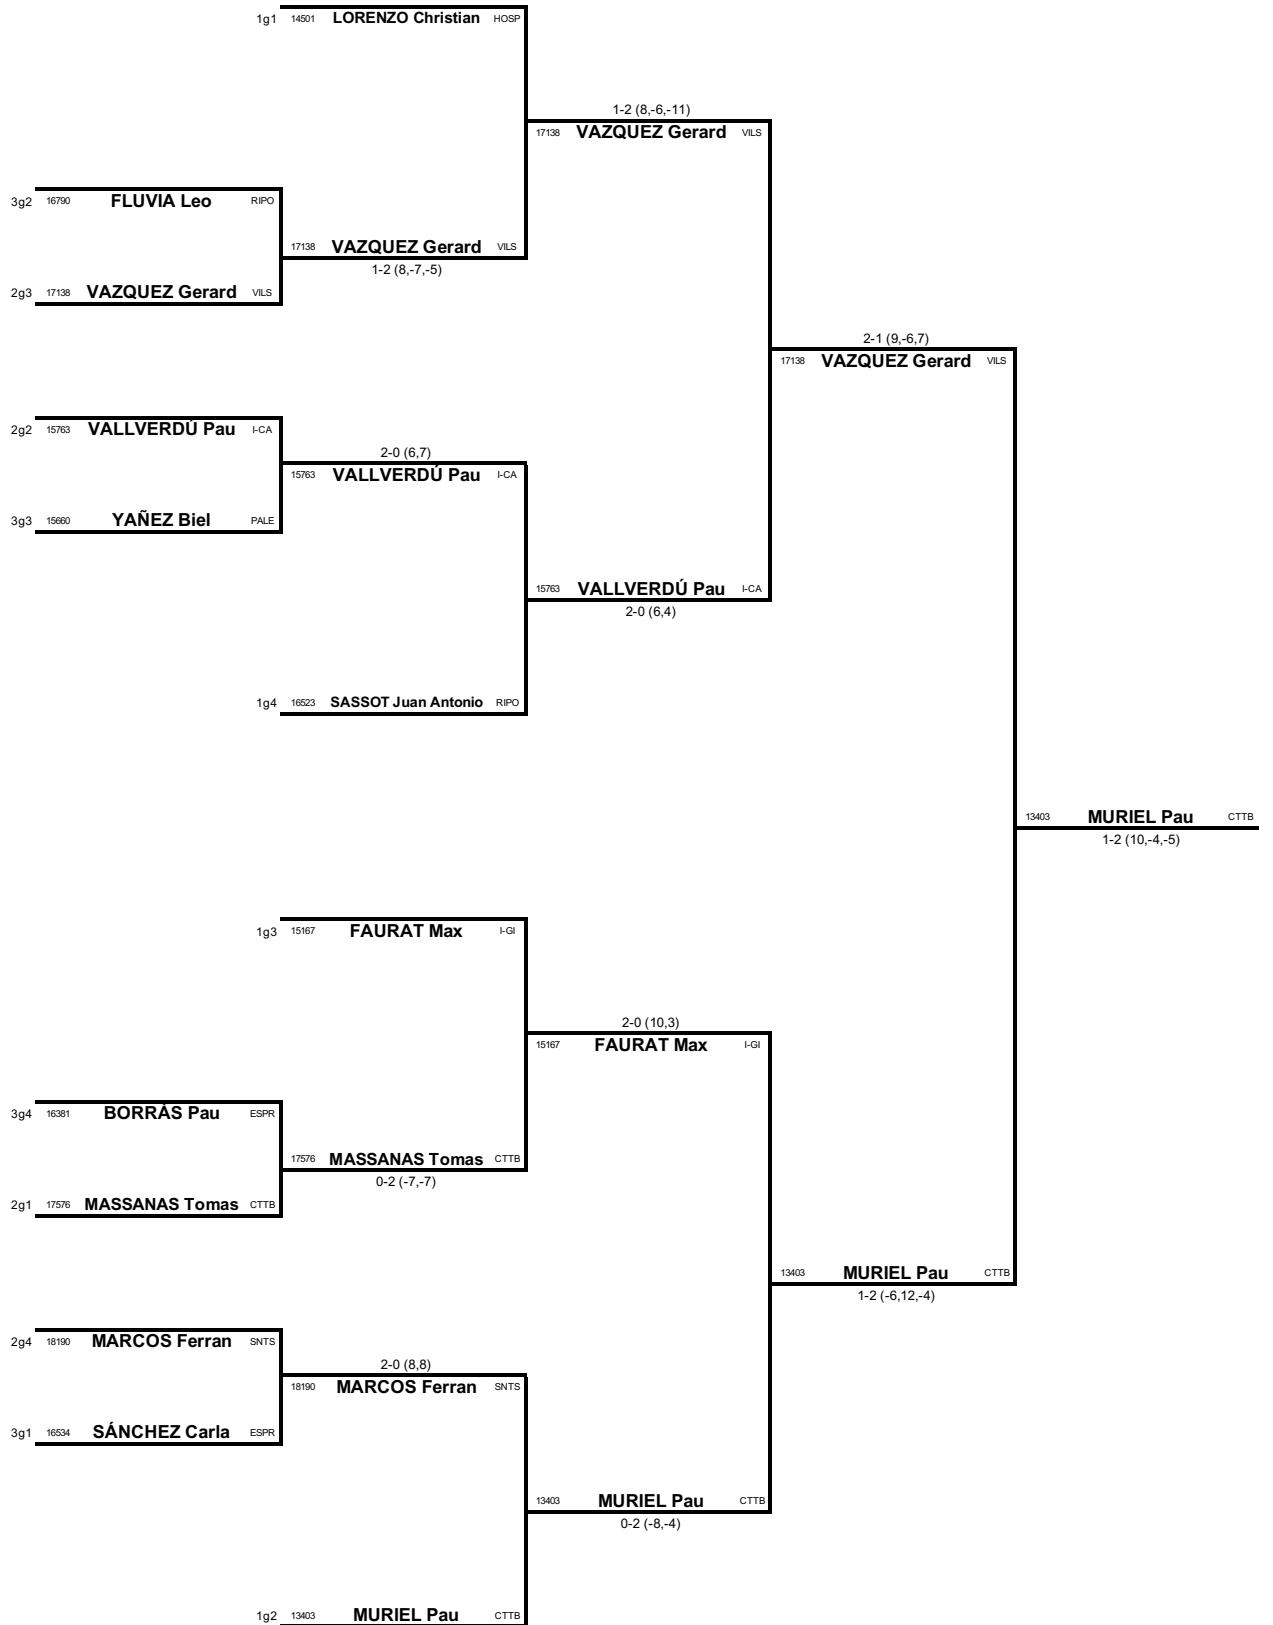 1g1 14501 LORENZO Christian HOSP
1-2 (8,-6,-11)
17138 VAZQUEZ Gerard VILS
3g2 16790 FLUVIA Leo RIPO
17138 VAZQUEZ Gerard VILS
1-2 (8,-7,-5)
2g3 17138 VAZQUEZ Gerard VILS
2-1 (9,-6,7)
17138 VAZQUEZ Gerard VILS
2g2 15763 VALLVERDÚ Pau I-CA
2-0 (6,7)
15763 VALLVERDÚ Pau I-CA
3g3 15660 YAÑEZ Biel PALE
15763 VALLVERDÚ Pau I-CA
2-0 (6,4)
1g4 16523 SASSOT Juan Antonio RIPO
13403 MURIEL Pau CTTB
1-2 (10,-4,-5)
1g3 15167 FAURAT Max I-GI
2-0 (10,3)
15167 FAURAT Max I-GI
3g4 16381 BORRÀS Pau ESPR
17576 MASSANAS Tomas CTTB
0-2 (-7,-7)
2g1 17576 MASSANAS Tomas CTTB
13403 MURIEL Pau CTTB
1-2 (-6,12,-4)
2g4 18190 MARCOS Ferran SNTS
2-0 (8,8)
18190 MARCOS Ferran SNTS
3g1 16534 SÁNCHEZ Carla ESPR
13403 MURIEL Pau CTTB
0-2 (-8,-4)
1g2 13403 MURIEL Pau CTTB